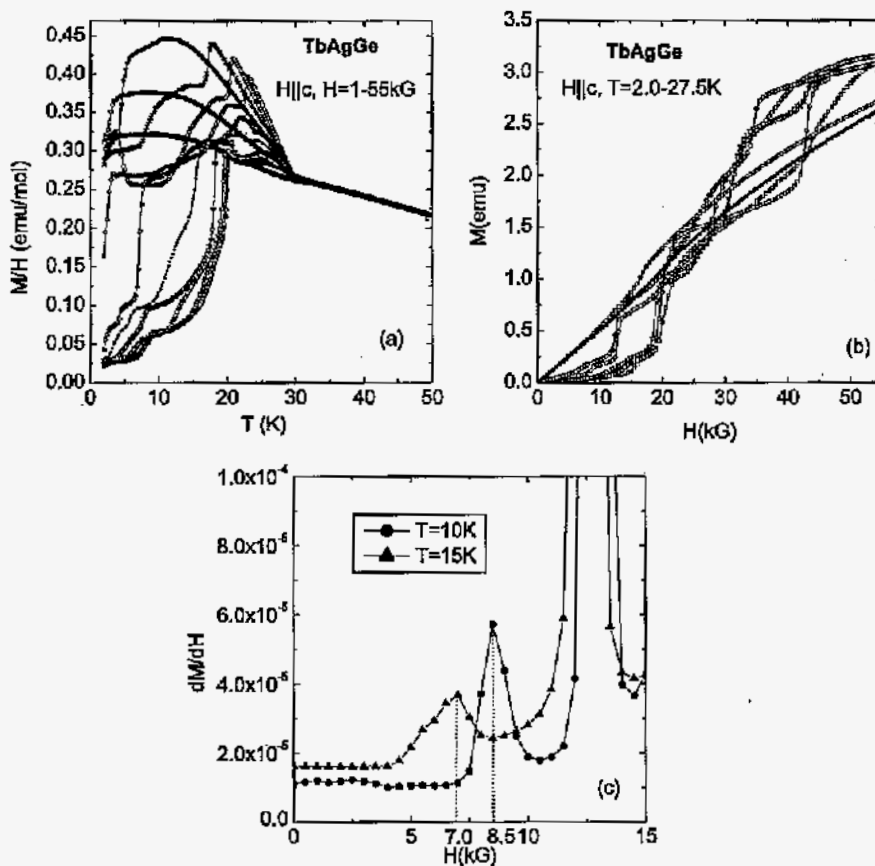 TbAgGe
H||c, H=1-55kG
0.45
0.40
0.35
0.30
0.25
0.20
0.15
0.10
0.05
0.00
M/H (emu/mol)
0 10 20 30 40 50
T (K)
(a)
TbAgGe
H||c, T=2.0-27.5K
3.5
3.0
2.5
2.0
1.5
1.0
0.5
0.0
M(emu)
0 10 20 30 40 50
H(kG)
(b)
T=10K
T=15K
1.0x10⁻⁴
8.0x10⁻⁵
6.0x10⁻⁵
4.0x10⁻⁵
2.0x10⁻⁵
0.0
dM/dH
0 5 7.0 8.5 10 15
H(kG)
(c)